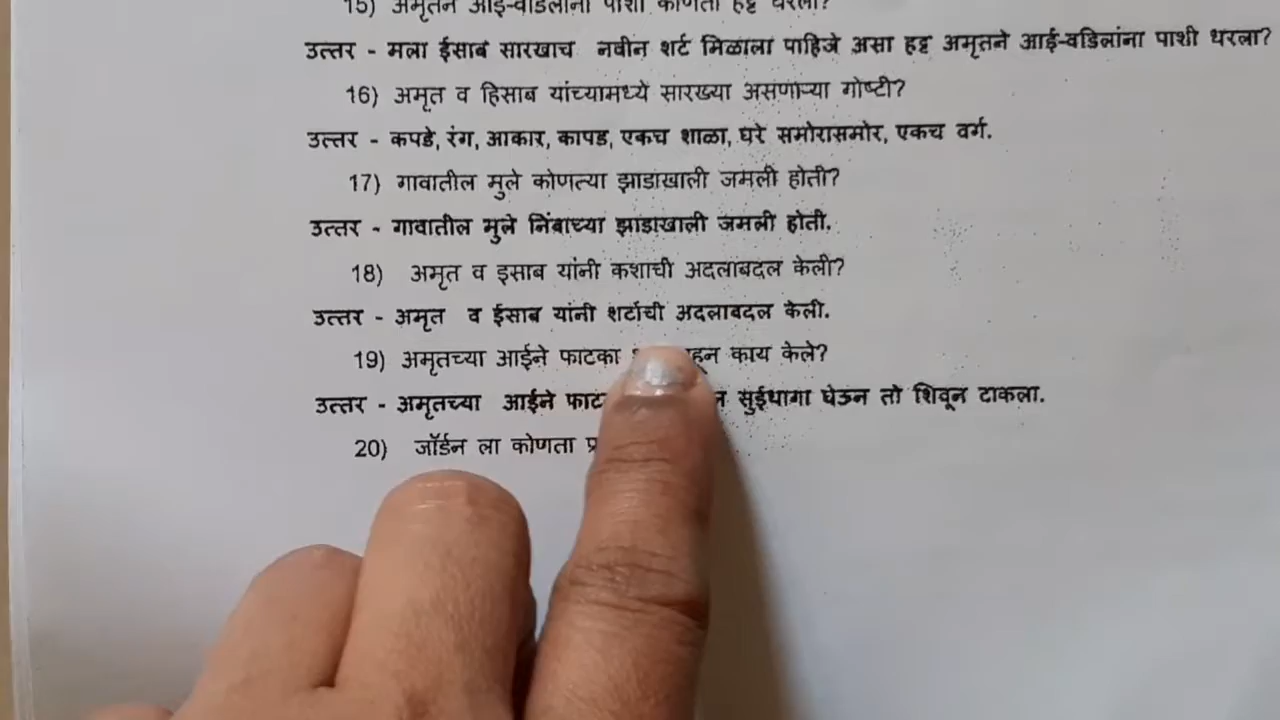 15) अमृतने आई-वडिलांना पाशी कोणता हट्ट धरला?
उत्तर - मला ईसाब सारखाच नवीन शर्ट मिळाला पाहिजे असा हट्ट अमृतने आई-वडिलांना पाशी धरला?
16) अमृत व हिसाब यांच्यामध्ये सारख्या असणाऱ्या गोष्टी?
उत्तर - कपडे, रंग, आकार, कापड, एकच शाळा, घरे समोरासमोर, एकच वर्ग.
17) गावातील मुले कोणत्या झाडाखाली जमली होती?
उत्तर - गावातील मुले निंबाच्या झाडाखाली जमली होती.
18) अमृत व इसाब यांनी कशाची अदलाबदल केली?
उत्तर - अमृत व ईसाब यांनी शर्टाची अदलाबदल केली.
19) अमृतच्या आईने फाटका काय केले?
उत्तर - अमृतच्या आईने सुईधागा घेऊन तो शिवून टाकला.
20) जॉर्डन ला कोणता